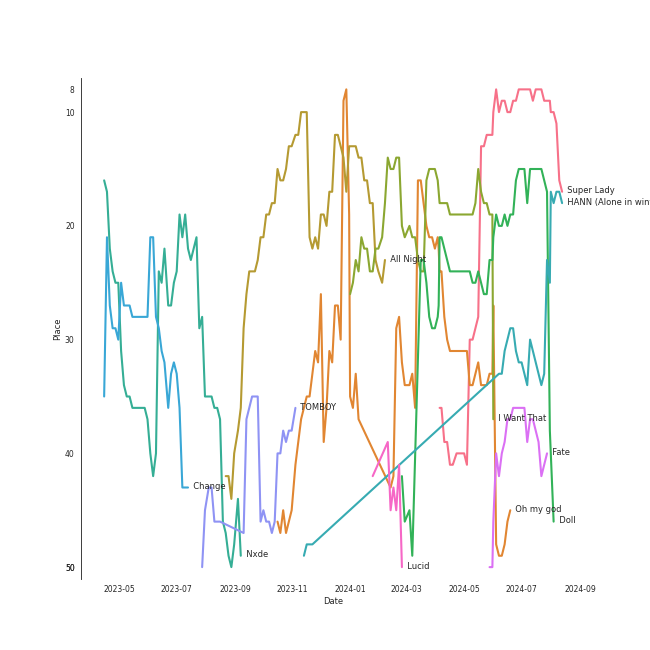 8
10
Super Lady
HANN (Alone in win
20
All Night
30
TOMBOY
I Want That
40
Fate
Change
Oh my god
Doll
Nxde
50
Lucid
2023-05 2023-07 2023-09 2023-11 2024-01 2024-03 2024-05 2024-07 2024-09
Date
Place